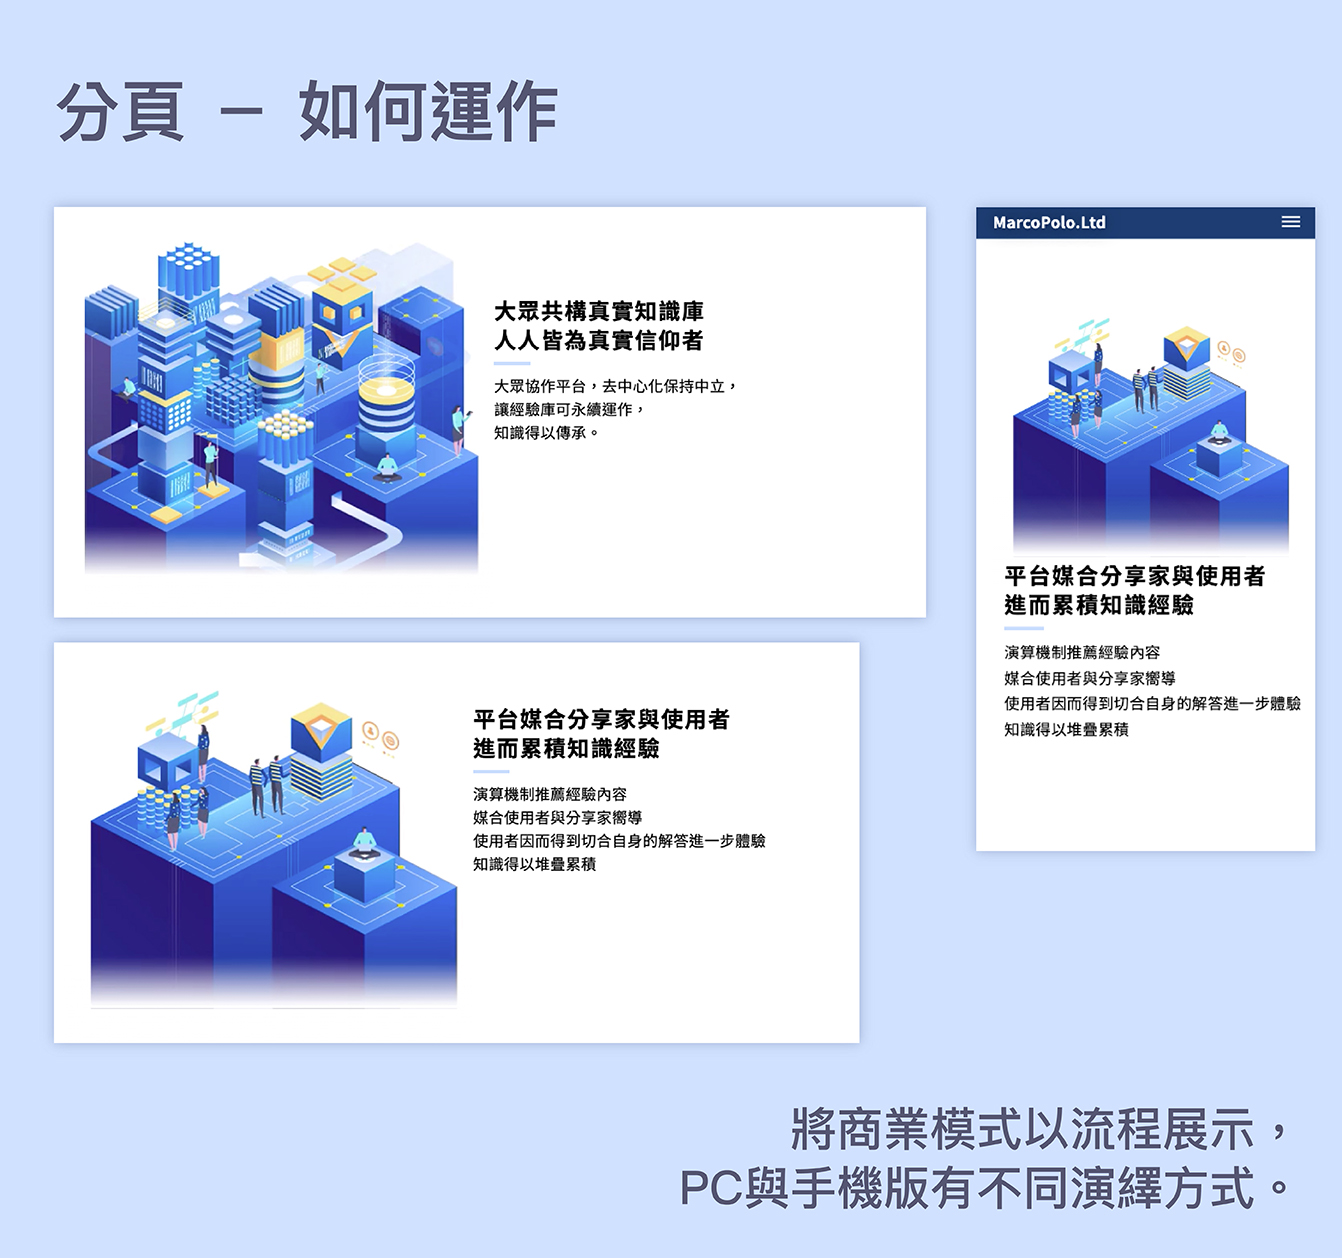 分頁 － 如何運作
大眾共構真實知識庫
人人皆為真實信仰者
大眾協作平台，去中心化保持中立，
讓經驗庫可永續運作，
知識得以傳承。
平台媒合分享家與使用者
進而累積知識經驗
演算機制推薦經驗內容
媒合使用者與分享家嚮導
使用者因而得到切合自身的解答進一步體驗
知識得以堆疊累積
MarcoPolo.Ltd
平台媒合分享家與使用者
進而累積知識經驗
演算機制推薦經驗內容
媒合使用者與分享家嚮導
使用者因而得到切合自身的解答進一步體驗
知識得以堆疊累積
將商業模式以流程展示，
PC與手機版有不同演繹方式。